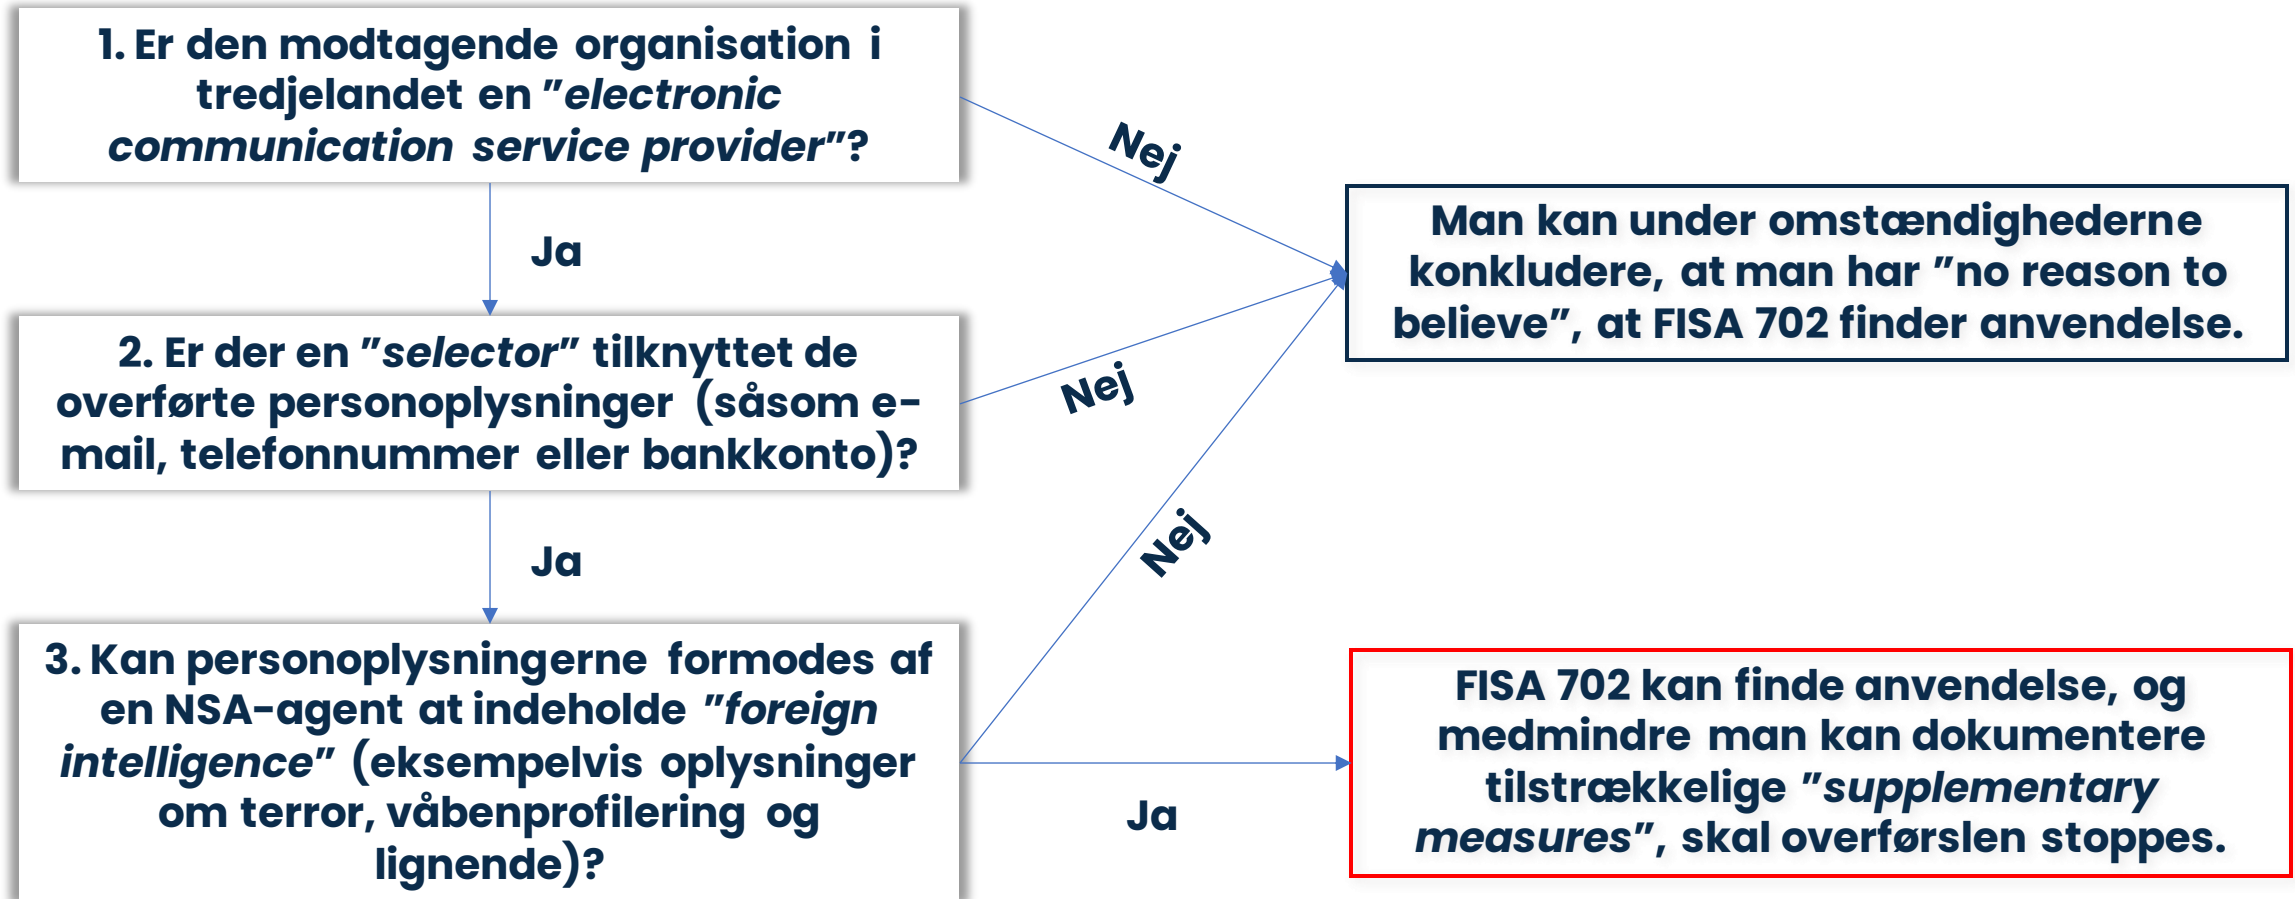 1. Er den modtagende organisation i
tredjelandet en ”electronic
communication service provider”?
Nej
Ja
Man kan under omstændighederne
konkludere, at man har ”no reason to
believe”, at FISA 702 finder anvendelse.
2. Er der en ”selector” tilknyttet de
overførte personoplysninger (såsom e-
mail, telefonnummer eller bankkonto)?
Nej
Ja
Nej
3. Kan personoplysningerne formodes af
en NSA-agent at indeholde ”foreign
intelligence” (eksempelvis oplysninger
om terror, våbenprofilering og
lignende)?
Ja
FISA 702 kan finde anvendelse, og
medmindre man kan dokumentere
tilstrækkelige ”supplementary
measures”, skal overførslen stoppes.